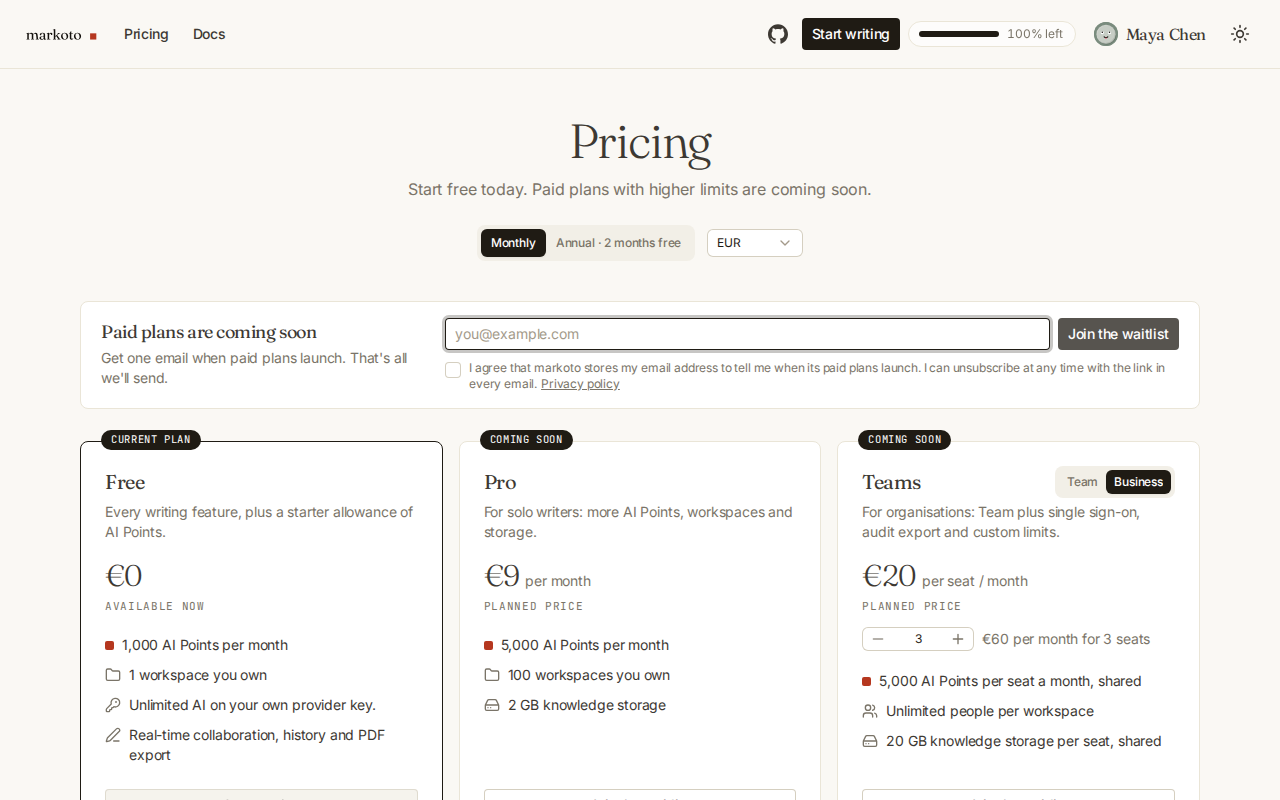 markoto
Pricing
Docs
Start writing
100% left
Maya Chen
Pricing
Start free today. Paid plans with higher limits are coming soon.
Monthly
Annual · 2 months free
EUR
Paid plans are coming soon
Get one email when paid plans launch. That's all
we'll send.
you@example.com
Join the waitlist
I agree that markoto stores my email address to tell me when its paid plans launch. I can unsubscribe at any time with the link in
every email. Privacy policy
CURRENT PLAN
Free
Every writing feature, plus a starter allowance of
AI Points.
€0
AVAILABLE NOW
1,000 AI Points per month
1 workspace you own
Unlimited AI on your own provider key.
Real-time collaboration, history and PDF
export
COMING SOON
Pro
For solo writers: more AI Points, workspaces and
storage.
€9 per month
PLANNED PRICE
5,000 AI Points per month
100 workspaces you own
2 GB knowledge storage
COMING SOON
Teams
Team
Business
For organisations: Team plus single sign-on,
audit export and custom limits.
€20 per seat / month
PLANNED PRICE
3
€60 per month for 3 seats
5,000 AI Points per seat a month, shared
Unlimited people per workspace
20 GB knowledge storage per seat, shared